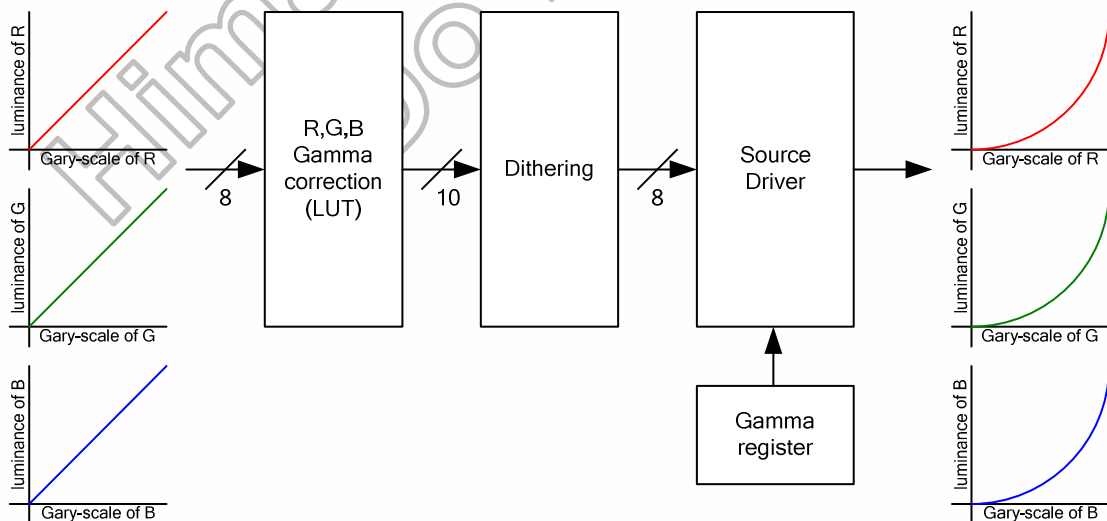 luminance of R
Gary-scale of R
luminance of G
Gary-scale of G
luminance of B
Gary-scale of B
8
R,G,B
Gamma
correction
(LUT)
10
Dithering
8
Source
Driver
Gamma
register
luminance of R
Gary-scale of R
luminance of G
Gary-scale of G
luminance of B
Gary-scale of B